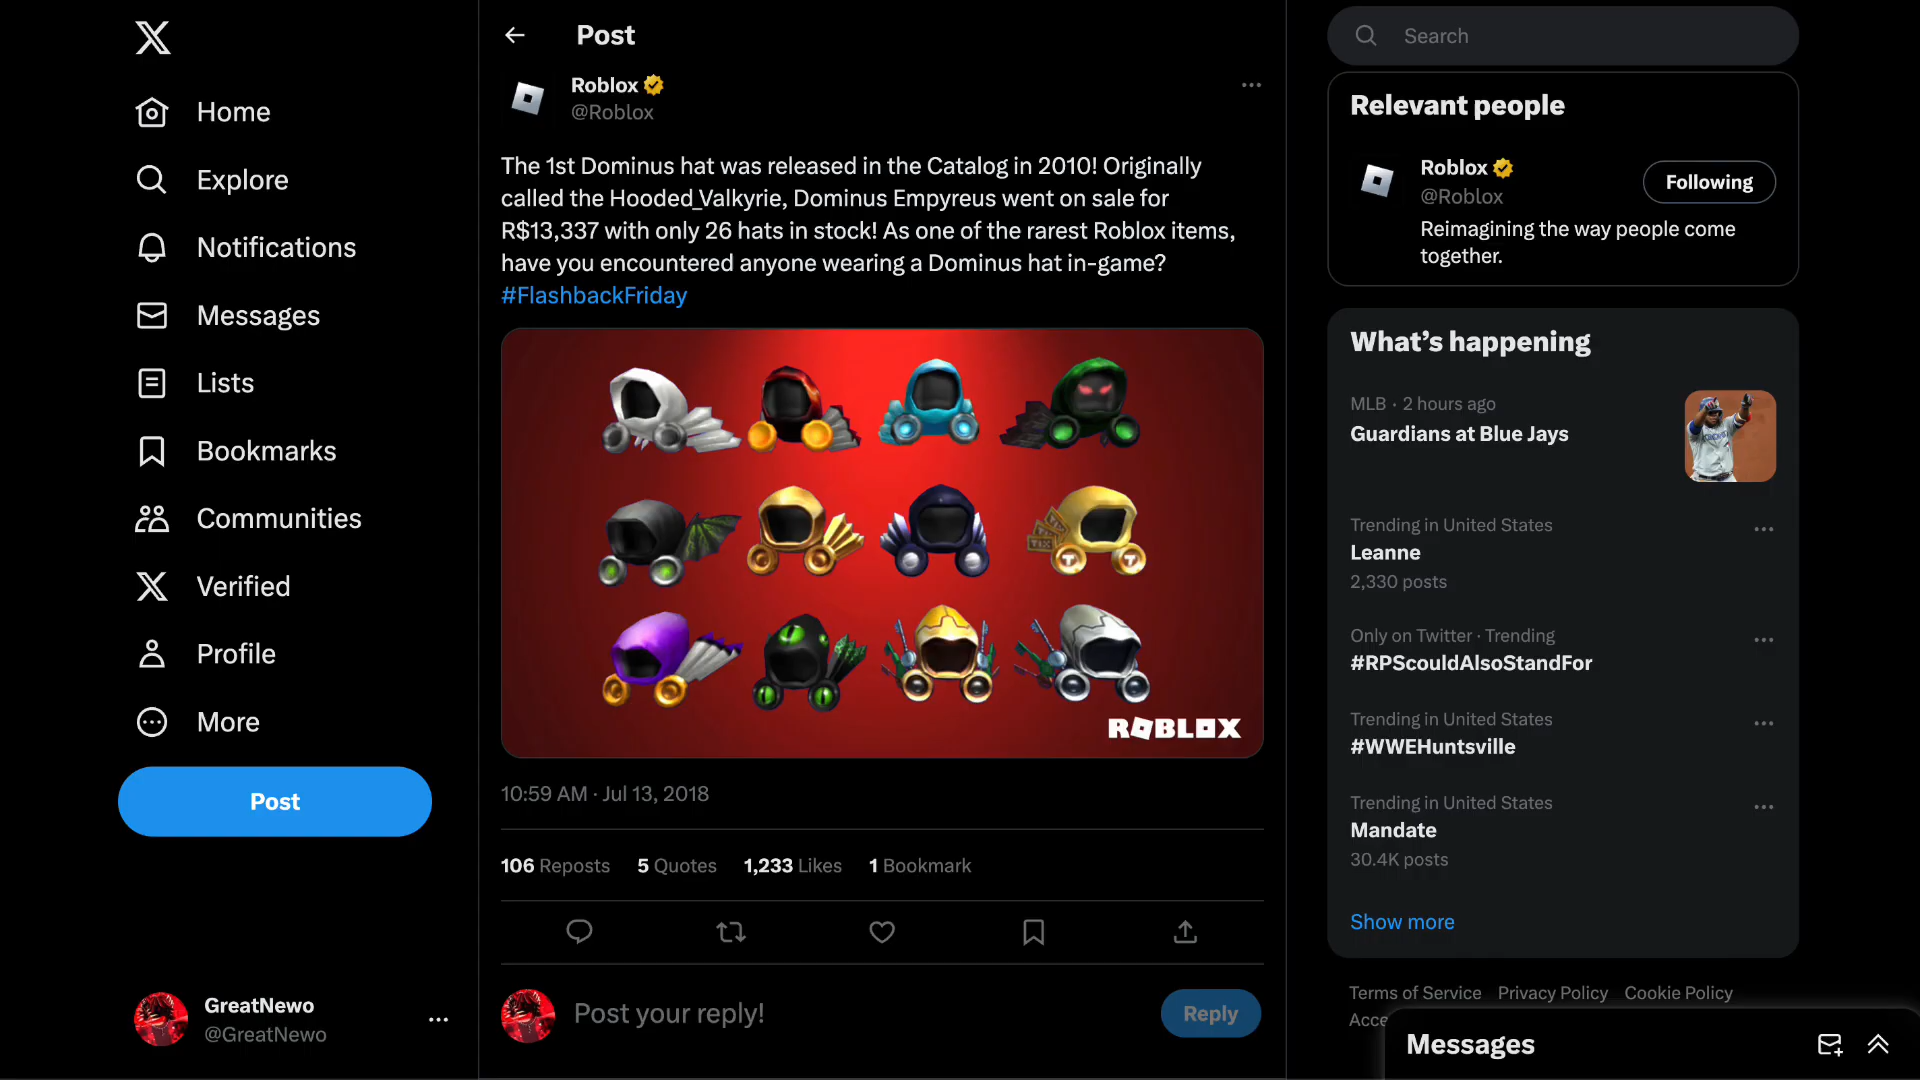 Home
Explore
Notifications
Messages
Lists
Bookmarks
Communities
Verified
Profile
More
Post
GreatNewo
@GreatNewo
Post
Roblox
@Roblox
The 1st Dominus hat was released in the Catalog in 2010! Originally
called the Hooded_Valkyrie, Dominus Empyreus went on sale for
R$13,337 with only 26 hats in stock! As one of the rarest Roblox items,
have you encountered anyone wearing a Dominus hat in-game?
#FlashbackFriday
TIX
ROBLOX
10:59 AM · Jul 13, 2018
106 Reposts 5 Quotes 1,233 Likes 1 Bookmark
Post your reply!
Reply
Search
Relevant people
Roblox
@Roblox
Following
Reimagining the way people come
together.
What’s happening
MLB · 2 hours ago
Guardians at Blue Jays
Trending in United States
Leanne
2,330 posts
Only on Twitter · Trending
#RPScouldAlsoStandFor
Trending in United States
#WWEHuntsville
Trending in United States
Mandate
30.4K posts
Show more
Terms of Service Privacy Policy Cookie Policy
Acce
Messages